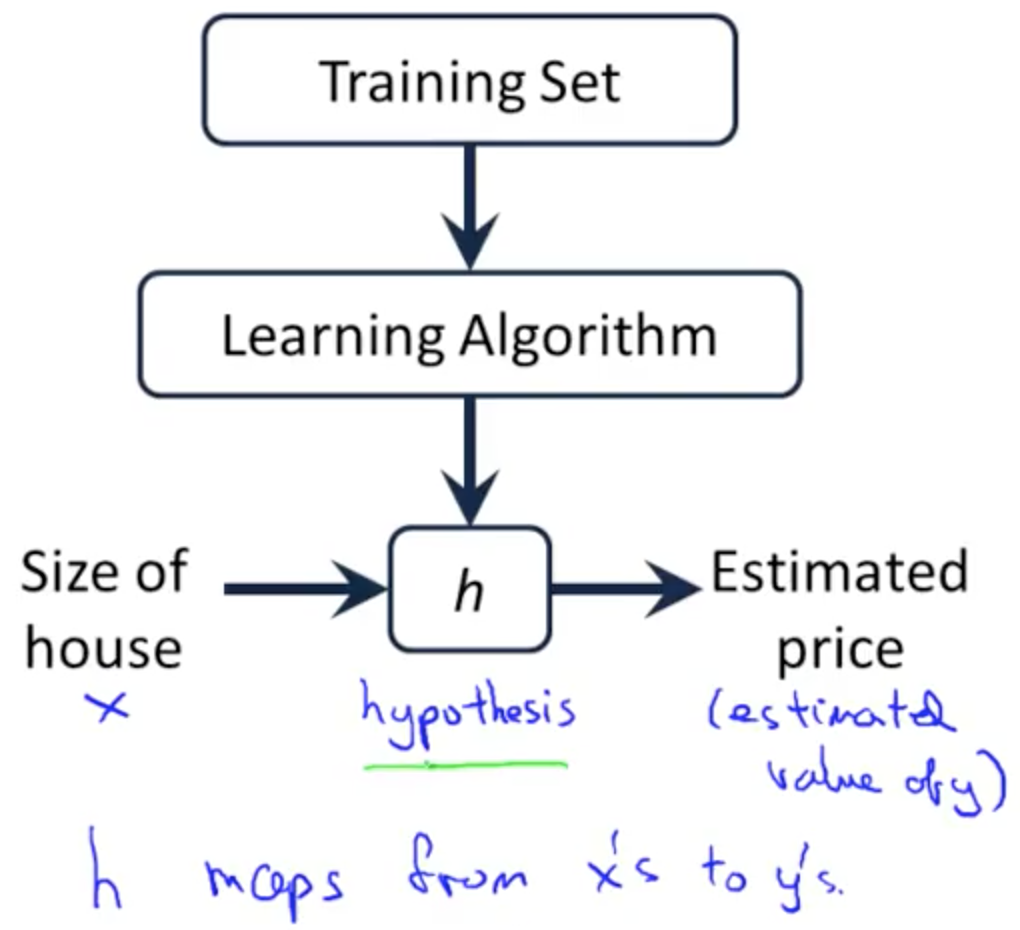 Training Set
Learning Algorithm
Size of
house
h
Estimated
price
x
hypothesis
(estimated
value of y)
h maps from x's to y's.